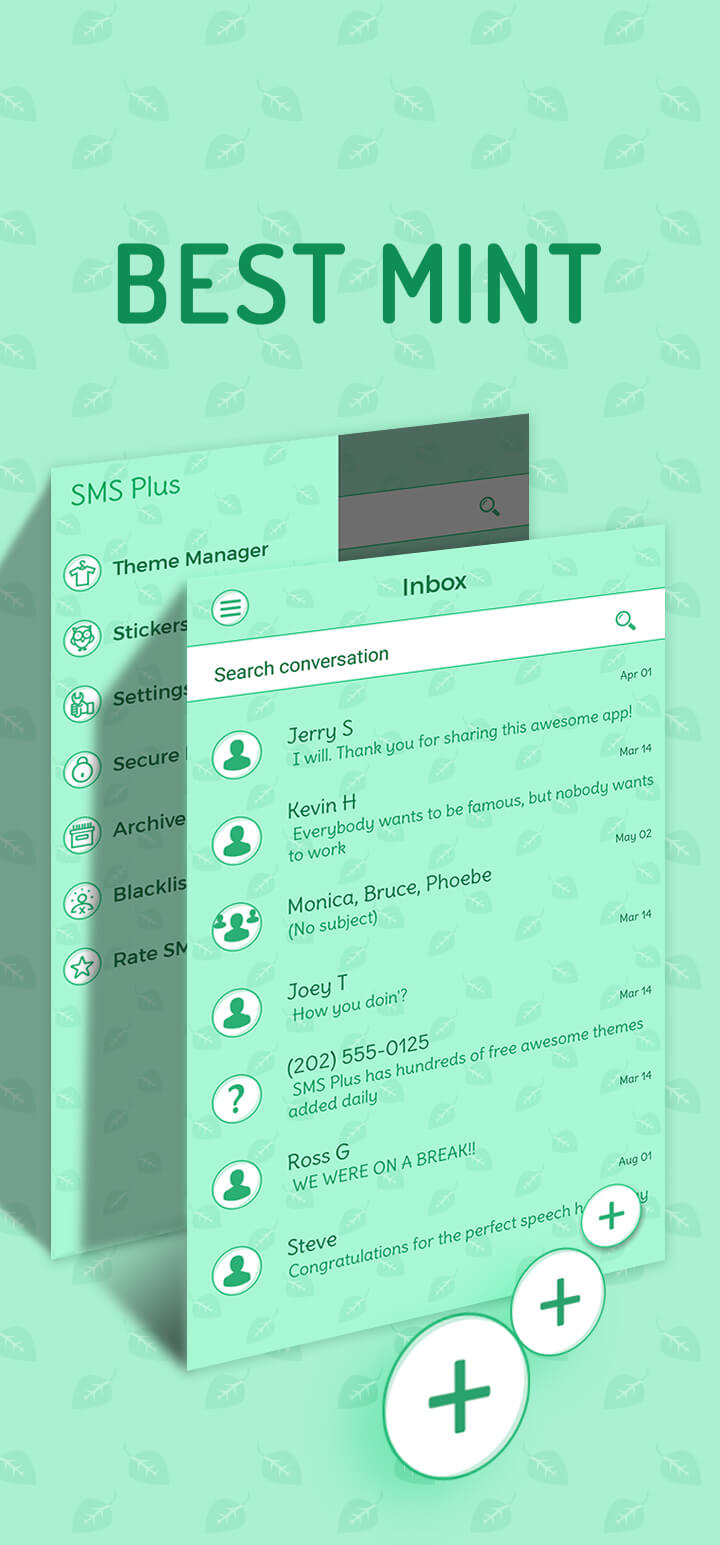 BEST MINT
SMS Plus
Theme Manager
Stickers
Settings
Secure
Archive
Blacklis
Rate SM
Inbox
Search conversation
Apr 01
Jerry S
I will. Thank you for sharing this awesome app!
Mar 14
Kevin H
Everybody wants to be famous, but nobody wants
to work
May 02
Monica, Bruce, Phoebe
(No subject)
Mar 14
Joey T
How you doin'?
Mar 14
(202) 555-0125
SMS Plus has hundreds of free awesome themes
added daily
Mar 14
Ross G
WE WERE ON A BREAK!!
Aug 01
Steve
Congratulations for the perfect speech